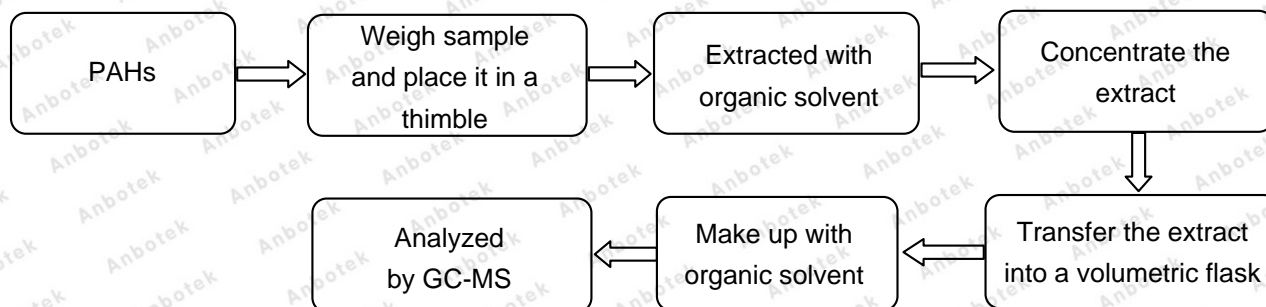 PAHs
Weigh sample
and place it in a
thimble
Extracted with
organic solvent
Concentrate the
extract
Transfer the extract
into a volumetric flask
Make up with
organic solvent
Analyzed
by GC-MS
Anbotek